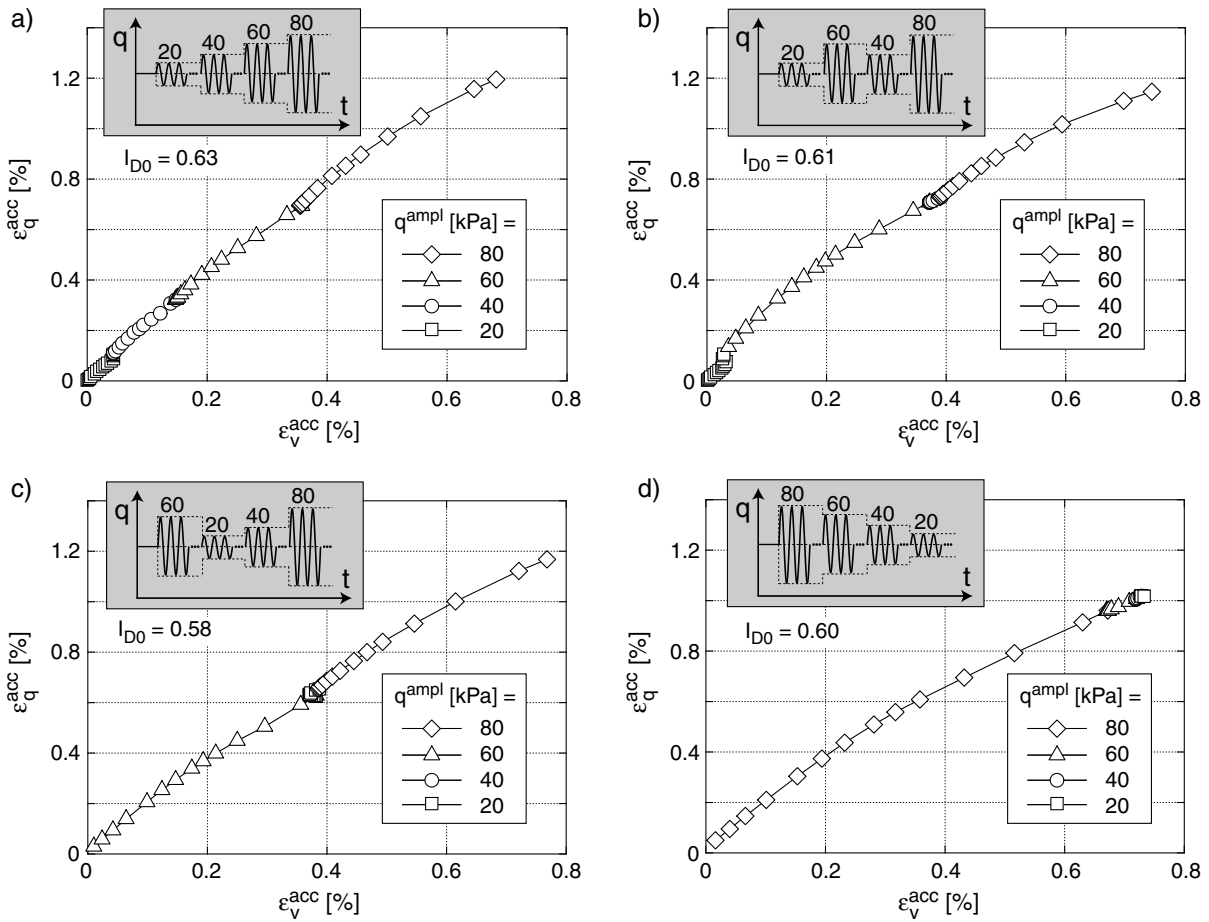 a)
q
20
40
60
80
t
I_D0 = 0.63
ε_q^acc [%]
1.2
0.8
0.4
0
0
0.2
0.4
0.6
0.8
ε_v^acc [%]
q^ampl [kPa] =
80
60
40
20
b)
q
20
60
40
80
t
I_D0 = 0.61
ε_q^acc [%]
1.2
0.8
0.4
0
0
0.2
0.4
0.6
0.8
ε_v^acc [%]
q^ampl [kPa] =
80
60
40
20
c)
q
60
20
40
80
t
I_D0 = 0.58
ε_q^acc [%]
1.2
0.8
0.4
0
0
0.2
0.4
0.6
0.8
ε_v^acc [%]
q^ampl [kPa] =
80
60
40
20
d)
q
80
60
40
20
t
I_D0 = 0.60
ε_q^acc [%]
1.2
0.8
0.4
0
0
0.2
0.4
0.6
0.8
ε_v^acc [%]
q^ampl [kPa] =
80
60
40
20